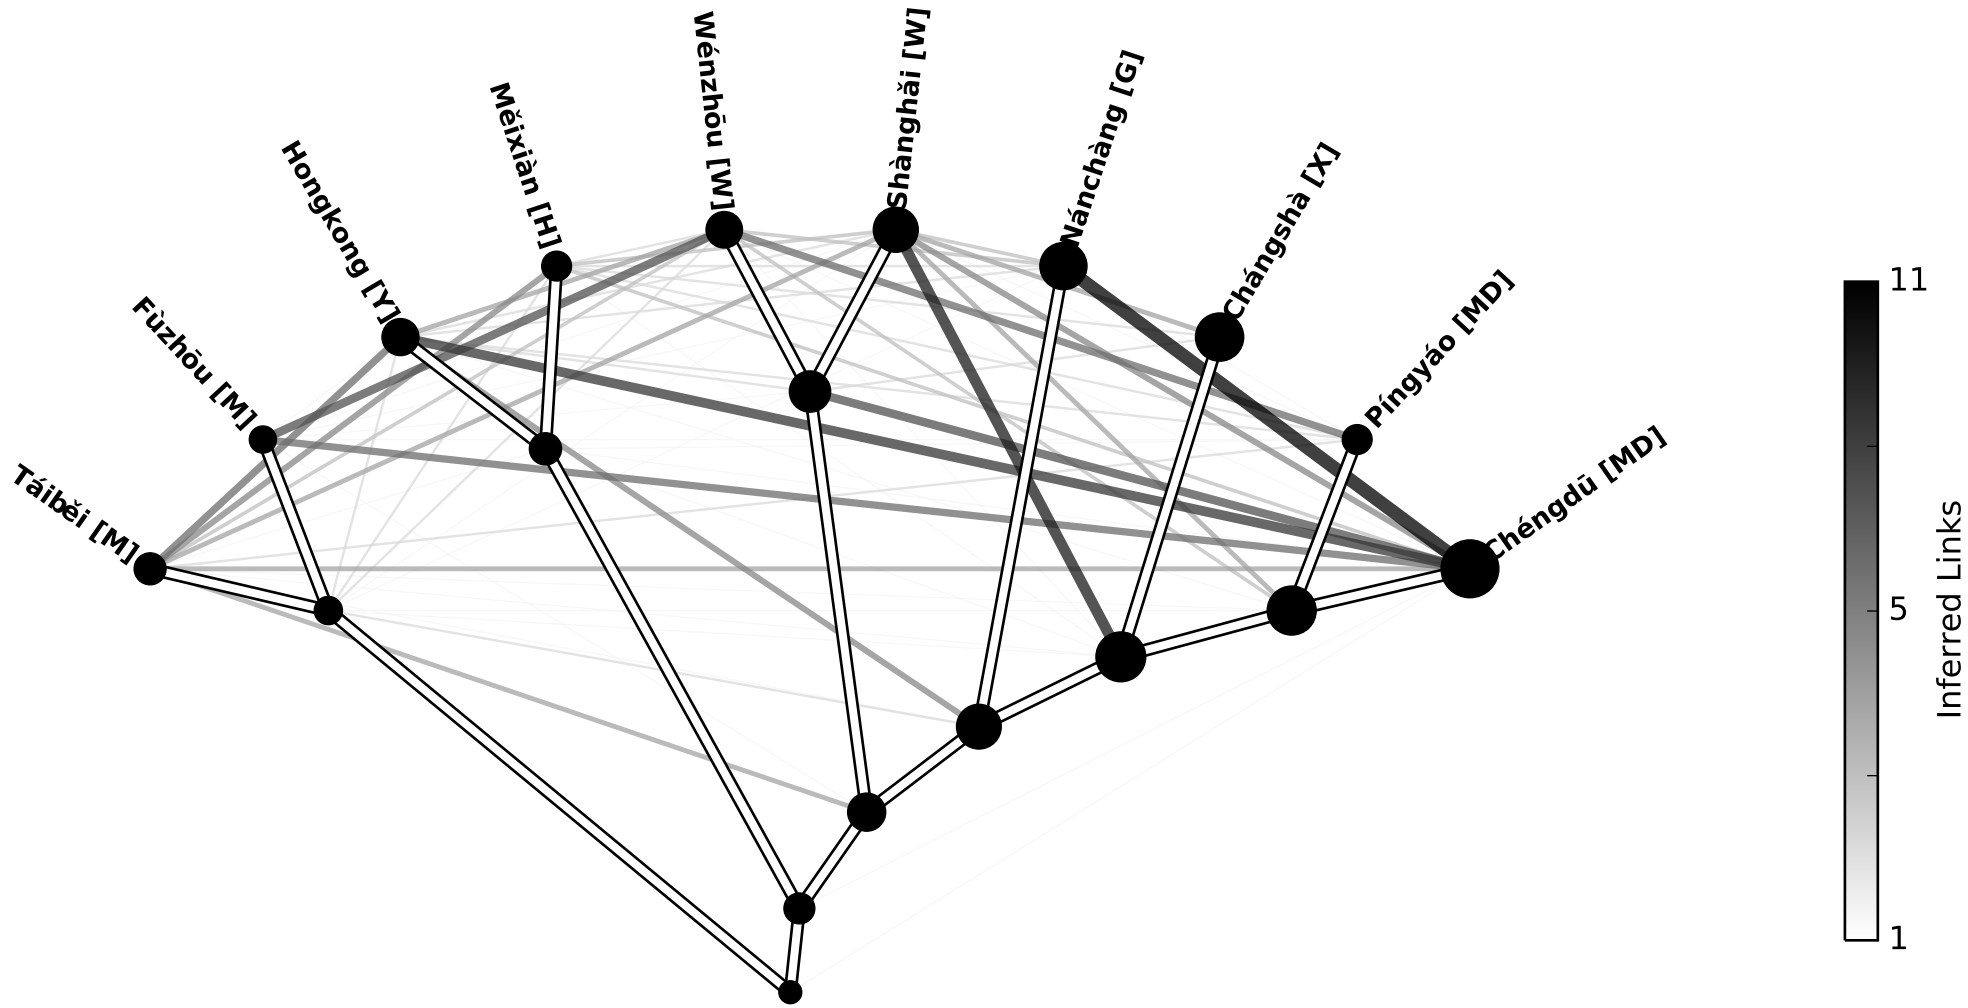 Táiběi [M]
Fùzhōu [M]
Hongkong [Y]
Měixiàn [H]
Wénzhōu [W]
Shànghǎi [W]
Nánchàng [G]
Chángshà [X]
Píngyáo [MD]
Chéngdū [MD]
11
5
1
Inferred Links